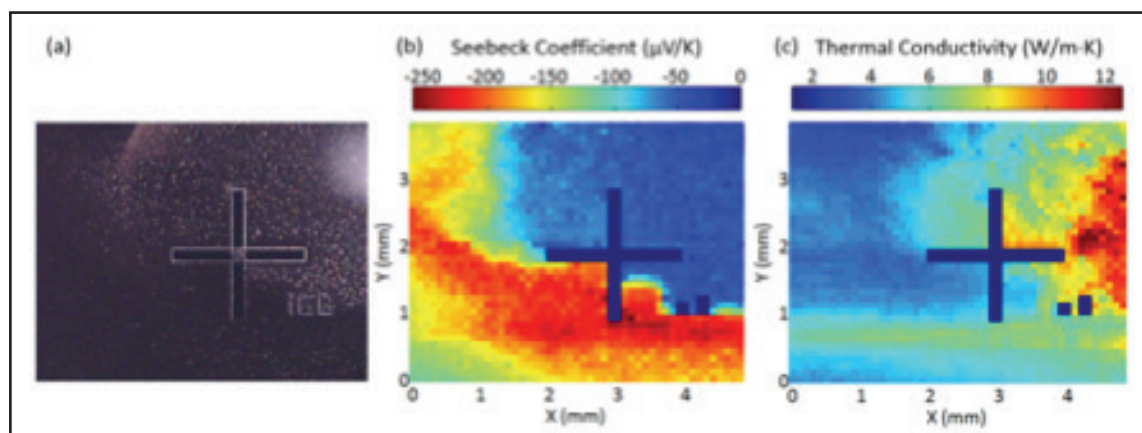 (a)
(b) Seebeck Coefficient (µV/K)
-250 -200 -150 -100 -50 0
(c) Thermal Conductivity (W/m-K)
2 4 6 8 10 12
Y (mm)
3
2
1
0
0 1 2 3 4
X (mm)
Y (mm)
3
2
1
0
0 1 2 3 4
X (mm)